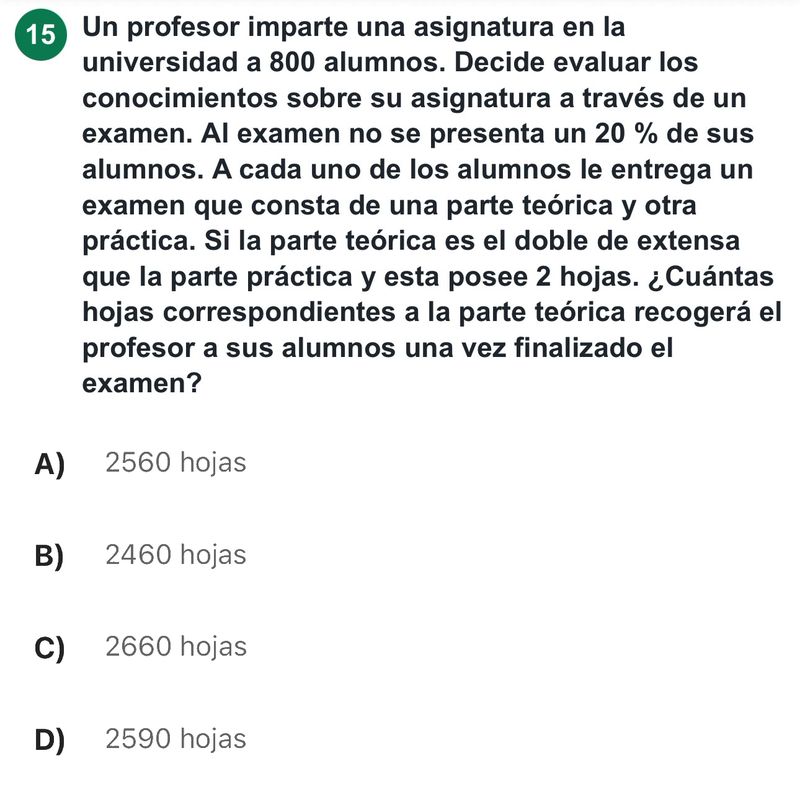 15 Un profesor imparte una asignatura en la
universidad a 800 alumnos. Decide evaluar los
conocimientos sobre su asignatura a través de un
examen. Al examen no se presenta un 20 % de sus
alumnos. A cada uno de los alumnos le entrega un
examen que consta de una parte teórica y otra
práctica. Si la parte teórica es el doble de extensa
que la parte práctica y esta posee 2 hojas. ¿Cuántas
hojas correspondientes a la parte teórica recogerá el
profesor a sus alumnos una vez finalizado el
examen?
A) 2560 hojas
B) 2460 hojas
C) 2660 hojas
D) 2590 hojas